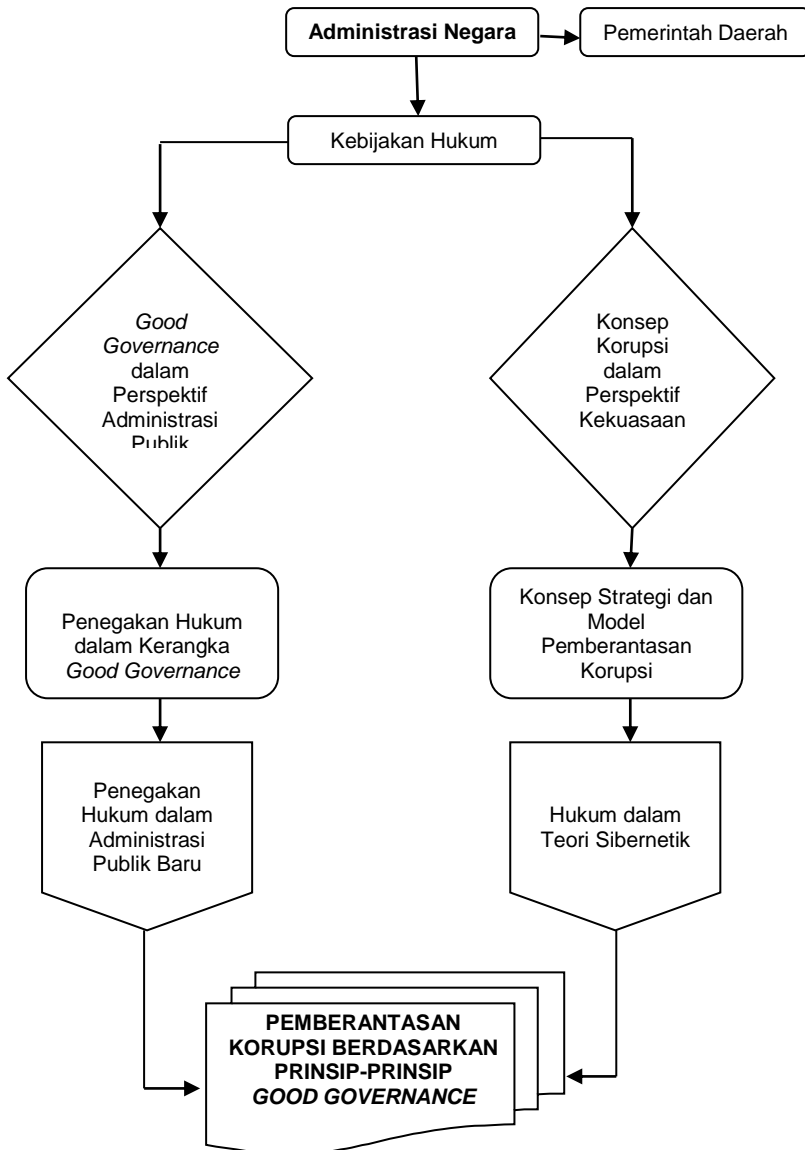 Administrasi Negara
Pemerintah Daerah
Kebijakan Hukum
Good
Governance
dalam
Perspektif
Administrasi
Publik
Konsep
Korupsi
dalam
Perspektif
Kekuasaan
Penegakan Hukum
dalam Kerangka
Good Governance
Konsep Strategi dan
Model
Pemberantasan
Korupsi
Penegakan
Hukum dalam
Administrasi
Publik Baru
Hukum dalam
Teori Sibernetik
PEMBERANTASAN
KORUPSI BERDASARKAN
PRINSIP-PRINSIP
GOOD GOVERNANCE